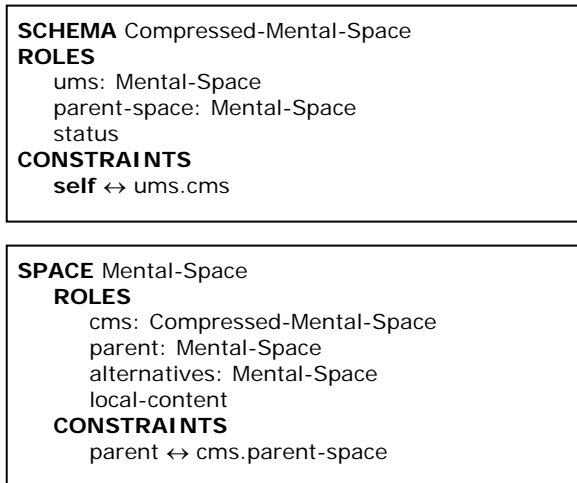 SCHEMA Compressed-Mental-Space
ROLES
ums: Mental-Space
parent-space: Mental-Space
status
CONSTRAINTS
self ↔ ums.cms
SPACE Mental-Space
ROLES
cms: Compressed-Mental-Space
parent: Mental-Space
alternatives: Mental-Space
local-content
CONSTRAINTS
parent ↔ cms.parent-space